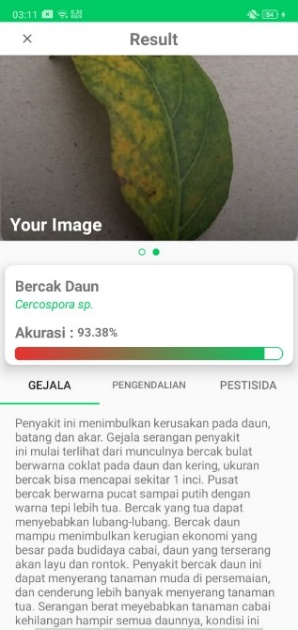 03:11
54
× Result
Your Image
Bercak Daun
Cercospora sp.
Akurasi : 93.38%
GEJALA PENGENDALIAN PESTISIDA
Penyakit ini menimbulkan kerusakan pada daun,
batang dan akar. Gejala serangan penyakit
ini mulai terlihat dari munculnya bercak bulat
berwarna coklat pada daun dan kering, ukuran
bercak bisa mencapai sekitar 1 inci. Pusat
bercak berwarna pucat sampai putih dengan
warna tepi lebih tua. Bercak yang tua dapat
menyebabkan lubang-lubang. Bercak daun
mampu menimbulkan kerugian ekonomi yang
besar pada budidaya cabai, daun yang terserang
akan layu dan rontok. Penyakit bercak daun ini
dapat menyerang tanaman muda di persemaian,
dan cenderung lebih banyak menyerang tanaman
tua. Serangan berat meyebabkan tanaman cabai
kehilangan hampir semua daunnya, kondisi ini